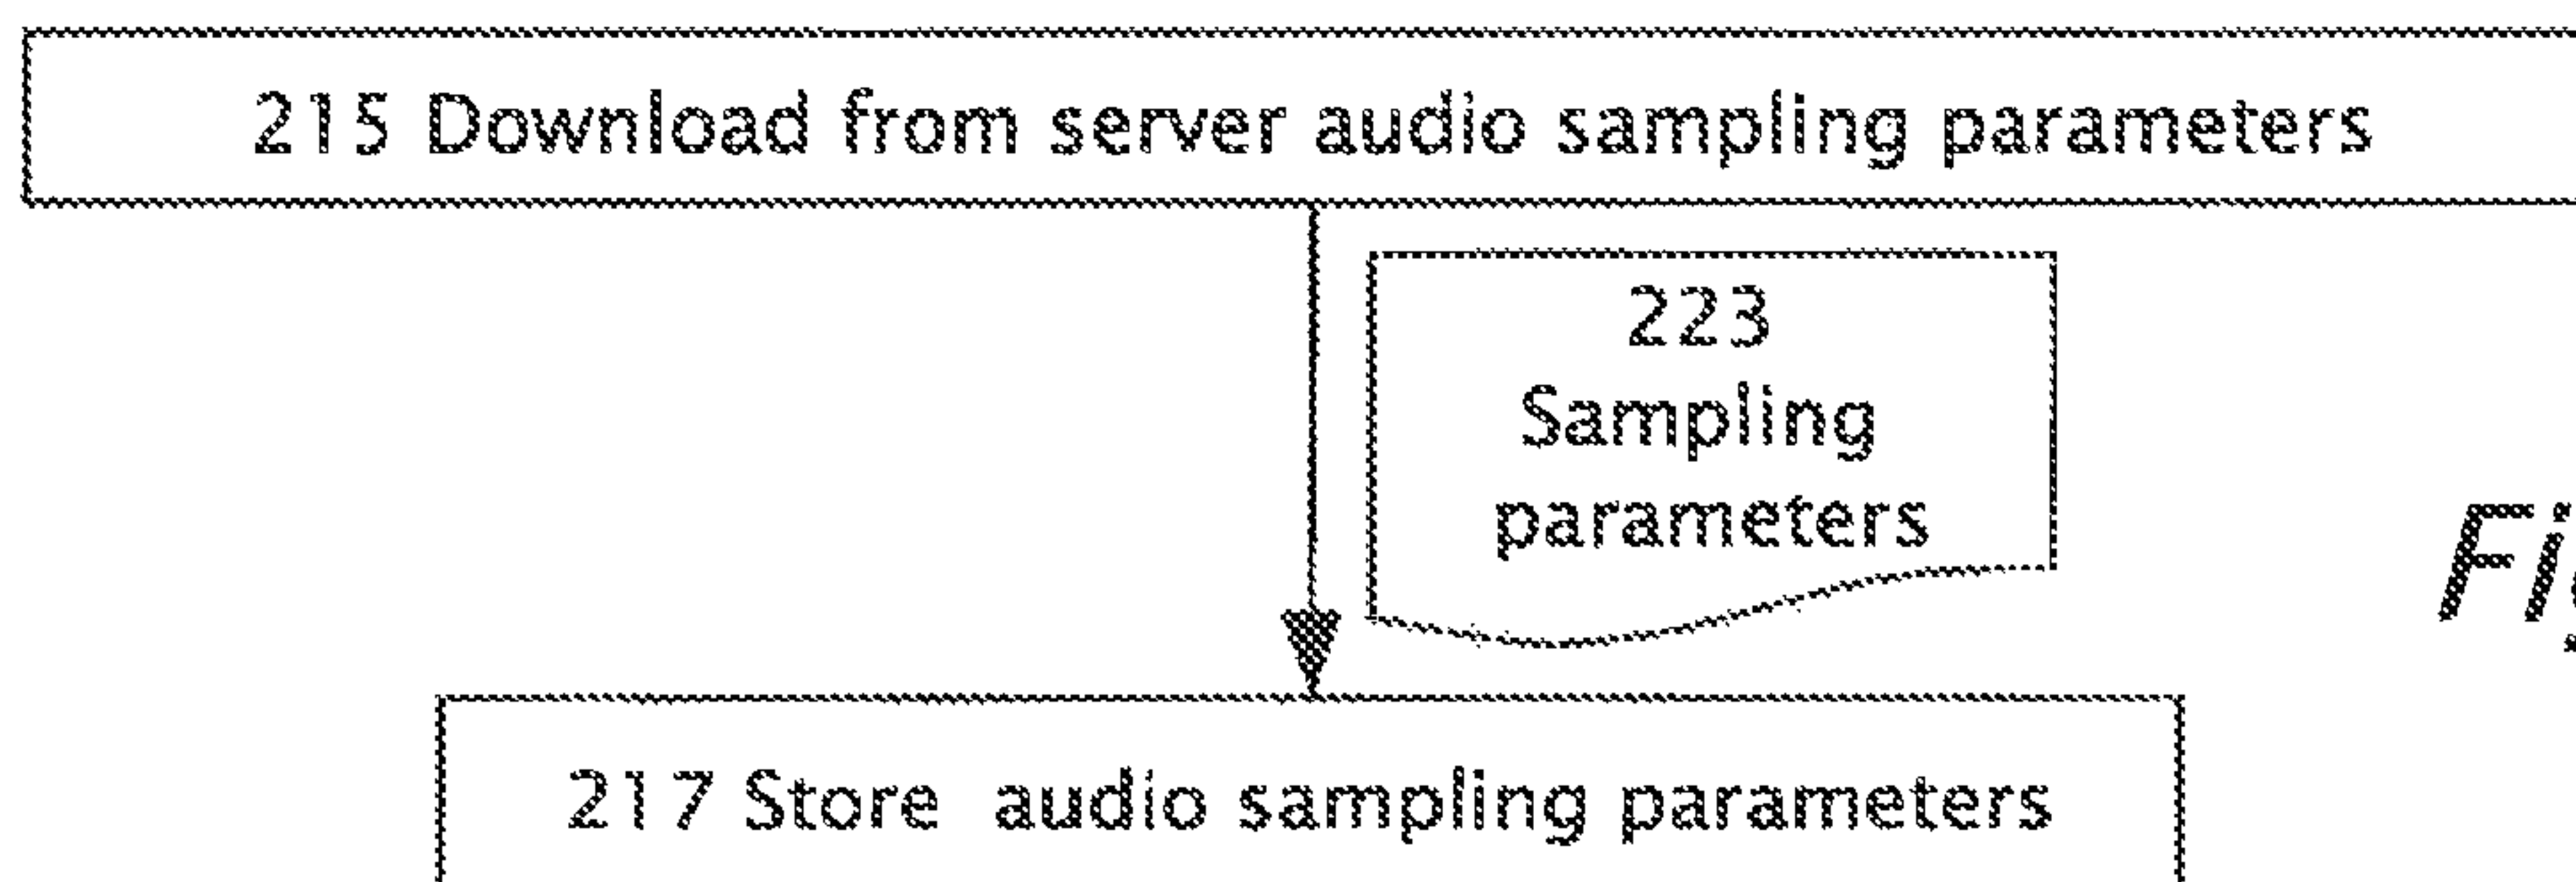 215 Download from server audio sampling parameters
223
Sampling
parameters
217 Store audio sampling parameters